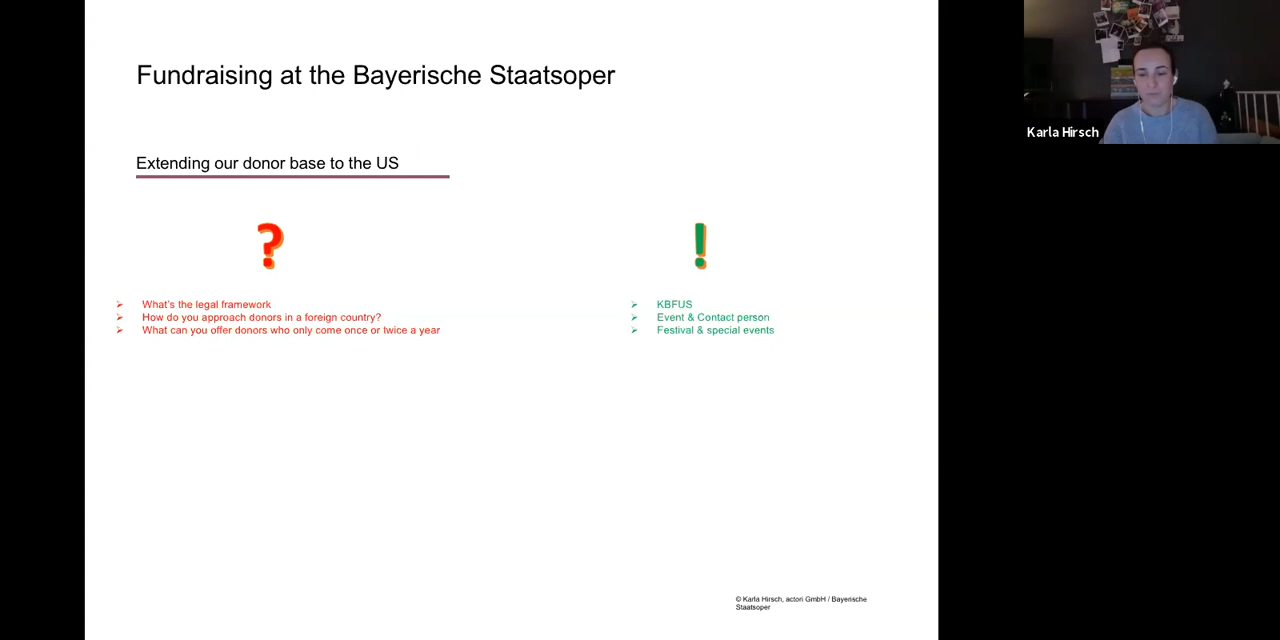 Fundraising at the Bayerische Staatsoper
Karla Hirsch
Extending our donor base to the US
?
!
What's the legal framework
How do you approach donors in a foreign country?
What can you offer donors who only come once or twice a year
KBFUS
Event & Contact person
Festival & special events
© Karla Hirsch, actori GmbH / Bayerische
Staatsoper